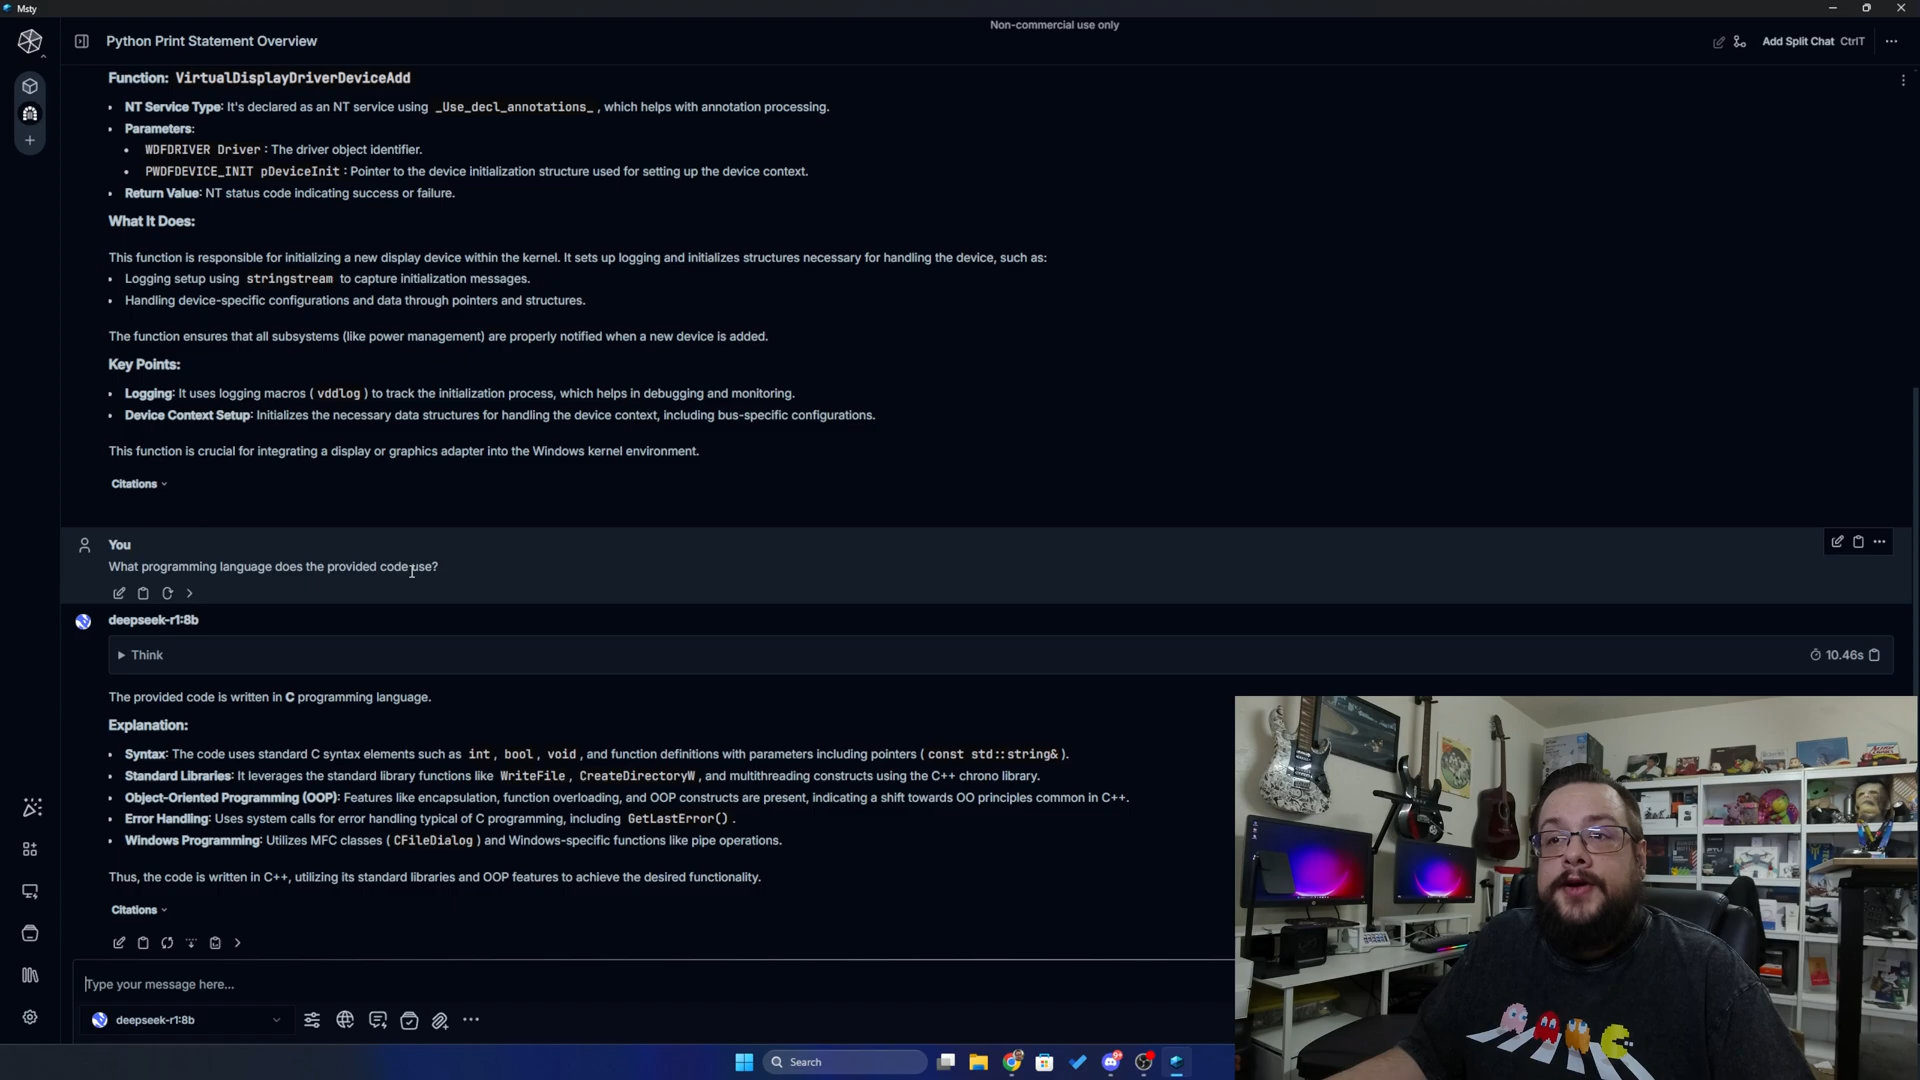 Msty
Non-commercial use only
Python Print Statement Overview
Add Split Chat CtrlT
Function: VirtualDisplayDriverDeviceAdd
NT Service Type: It's declared as an NT service using _Use_decl_annotations_ , which helps with annotation processing.
Parameters:
WDFDRIVER Driver : The driver object identifier.
PWDFDEVICE_INIT pDeviceInit : Pointer to the device initialization structure used for setting up the device context.
Return Value: NT status code indicating success or failure.
What It Does:
This function is responsible for initializing a new display device within the kernel. It sets up logging and initializes structures necessary for handling the device, such as:
Logging setup using stringstream to capture initialization messages.
Handling device-specific configurations and data through pointers and structures.
The function ensures that all subsystems (like power management) are properly notified when a new device is added.
Key Points:
Logging: It uses logging macros ( vddlog ) to track the initialization process, which helps in debugging and monitoring.
Device Context Setup: Initializes the necessary data structures for handling the device context, including bus-specific configurations.
This function is crucial for integrating a display or graphics adapter into the Windows kernel environment.
Citations
You
What programming language does the provided code use?
deepseek-r1:8b
Think
10.46s
The provided code is written in C programming language.
Explanation:
Syntax: The code uses standard C syntax elements such as int , bool , void , and function definitions with parameters including pointers ( const std::string& ).
Standard Libraries: It leverages the standard library functions like WriteFile , CreateDirectoryW , and multithreading constructs using the C++ chrono library.
Object-Oriented Programming (OOP): Features like encapsulation, function overloading, and OOP constructs are present, indicating a shift towards OO principles common in C++.
Error Handling: Uses system calls for error handling typical of C programming, including GetLastError() .
Windows Programming: Utilizes MFC classes ( CFileDialog ) and Windows-specific functions like pipe operations.
Thus, the code is written in C++, utilizing its standard libraries and OOP features to achieve the desired functionality.
Citations
Type your message here...
deepseek-r1:8b
Search